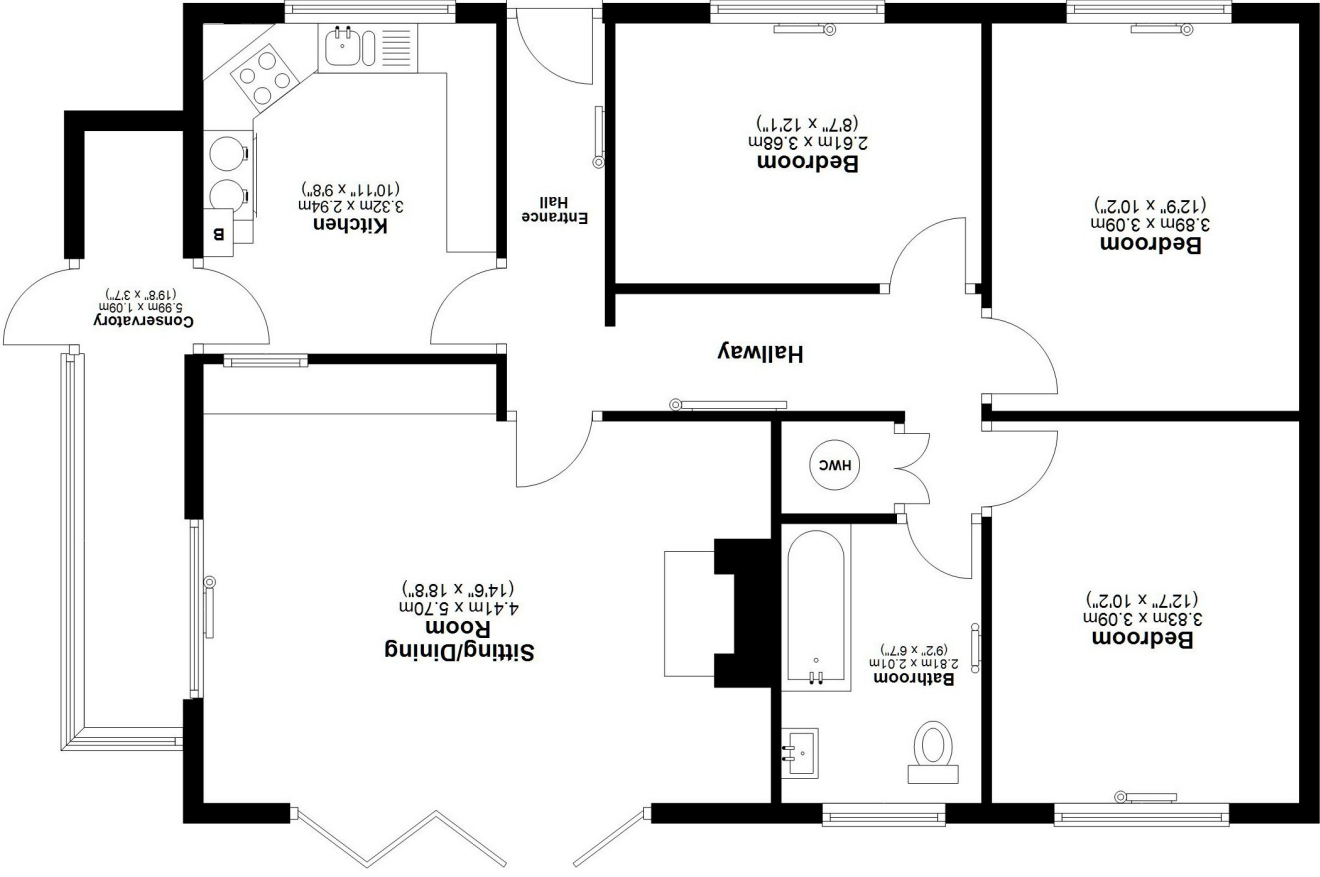 Bathroom
2.81m x 2.01m
(9'2" x 6'7")
Sitting/Dining
Room
4.41m x 5.70m
(14'6" x 18'8")
Bedroom
3.83m x 3.09m
(12'7" x 10'2")
HWC
Hallway
Conservatory
5.99m x 1.09m
(19'8" x 3'7")
Bedroom
3.89m x 3.09m
(12'9" x 10'2")
B
Kitchen
3.32m x 2.94m
(10'11" x 9'8")
Entrance
Hall
Bedroom
2.61m x 3.68m
(8'7" x 12'1")